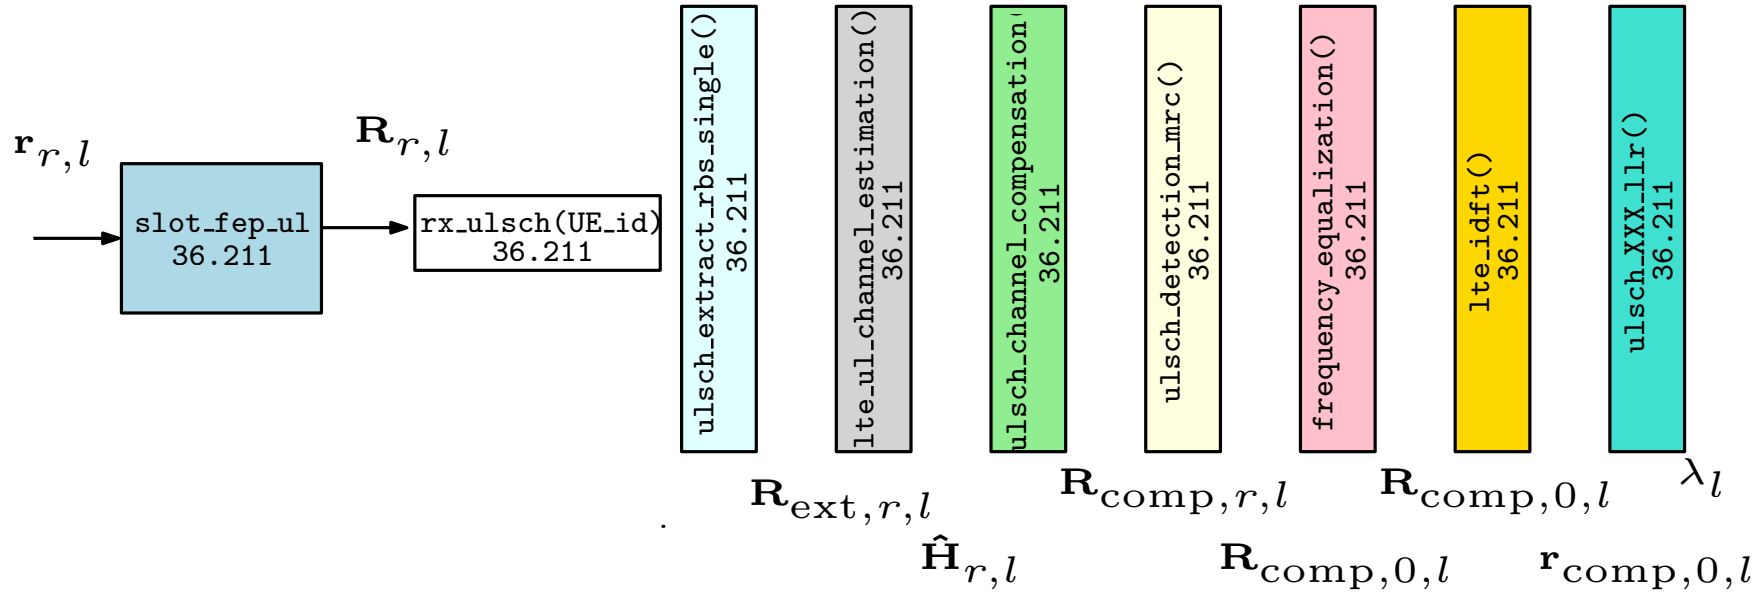 r_{r,l}
R_{r,l}
slot_fep_ul
36.211
rx_ulsch(UE_id)
36.211
ulsch_extract_rbs_single()
36.211
lte_ul_channel_estimation()
36.211
ulsch_channel_compensation(
36.211
ulsch_detection_mrc()
36.211
frequency_equalization()
36.211
lte_idft()
36.211
ulsch_XXX_llr()
36.211
R_{ext,r,l}
Ĥ_{r,l}
R_{comp,r,l}
R_{comp,0,l}
R_{comp,0,l}
r_{comp,0,l}
λ_l
.